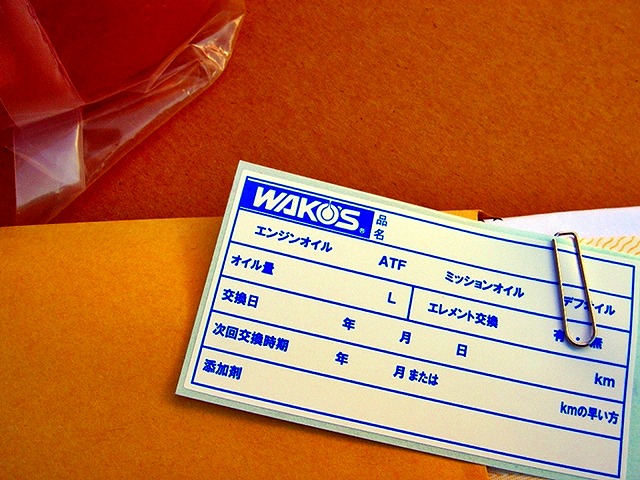 WAKO'S® 品名
エンジンオイル ATF ミッションオイル デフオイル
オイル量 L エレメント交換 有 無
交換日 年 月 日 km
次回交換時期 年 月 または kmの早い方
添加剤